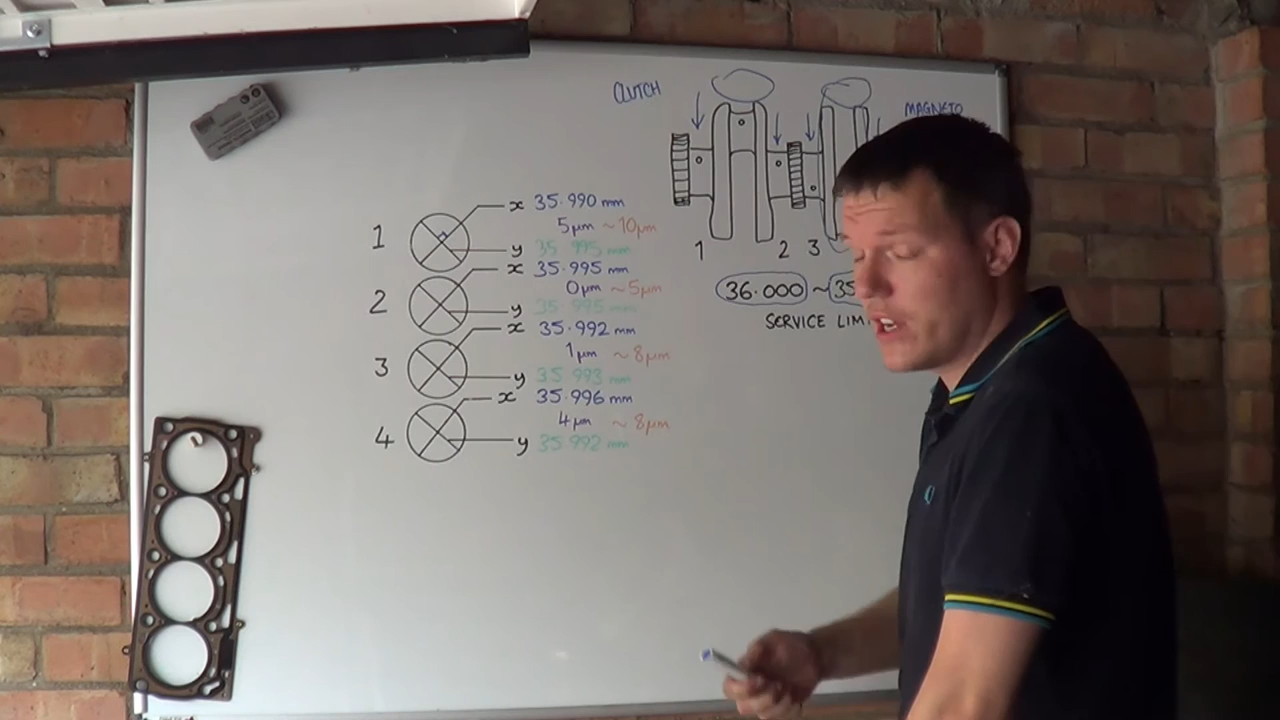 CLUTCH
MAGNETO
1 2 3
36.000 ~ 35
SERVICE LIM
1 x 35.990 mm
5µm ~10µm
y 35.995 mm
2 x 35.995 mm
0µm ~5µm
y 35.995 mm
3 x 35.992 mm
1µm ~8µm
y 35.993 mm
4 x 35.996 mm
4µm ~8µm
y 35.992 mm